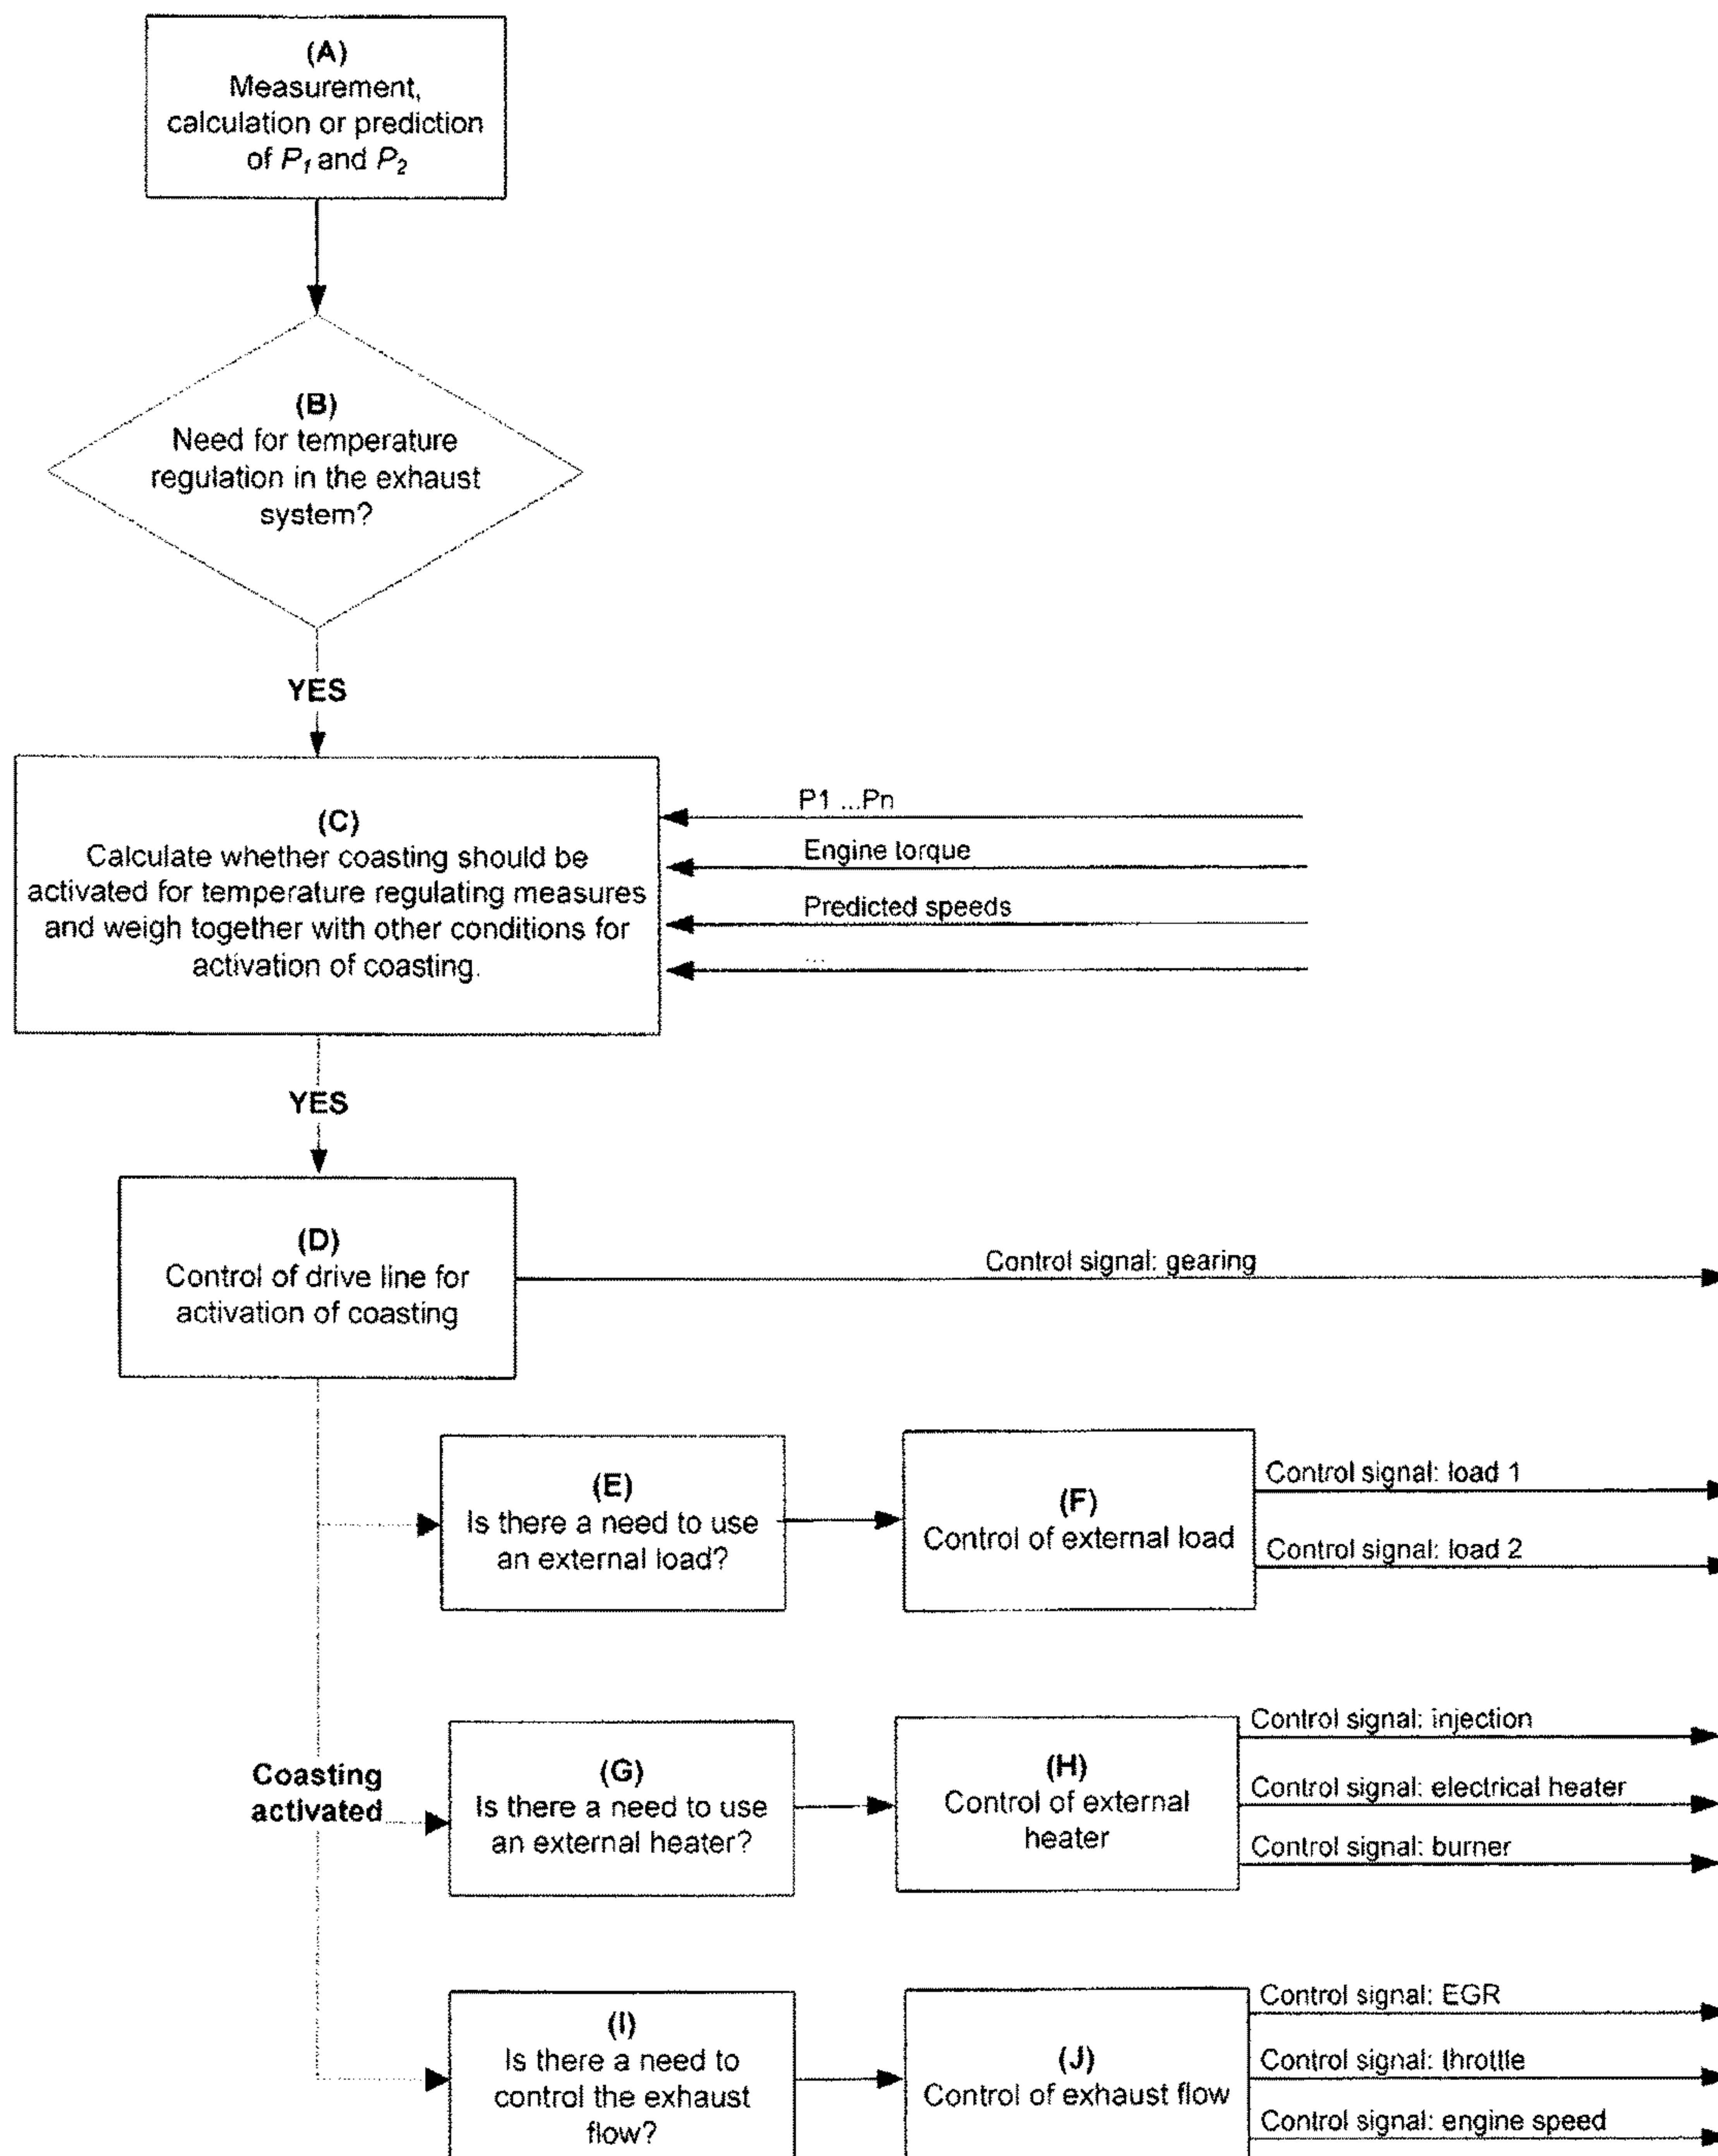 (A)
Measurement,
calculation or prediction
of P1 and P2
(B)
Need for temperature
regulation in the exhaust
system?
YES
(C)
Calculate whether coasting should be
activated for temperature regulating measures
and weigh together with other conditions for
activation of coasting.
P1 ...Pn
Engine torque
Predicted speeds
...
YES
(D)
Control of drive line for
activation of coasting
Control signal: gearing
(E)
Is there a need to use
an external load?
(F)
Control of external load
Control signal: load 1
Control signal: load 2
Coasting
activated
(G)
Is there a need to use
an external heater?
(H)
Control of external
heater
Control signal: injection
Control signal: electrical heater
Control signal: burner
(I)
Is there a need to
control the exhaust
flow?
(J)
Control of exhaust flow
Control signal: EGR
Control signal: throttle
Control signal: engine speed